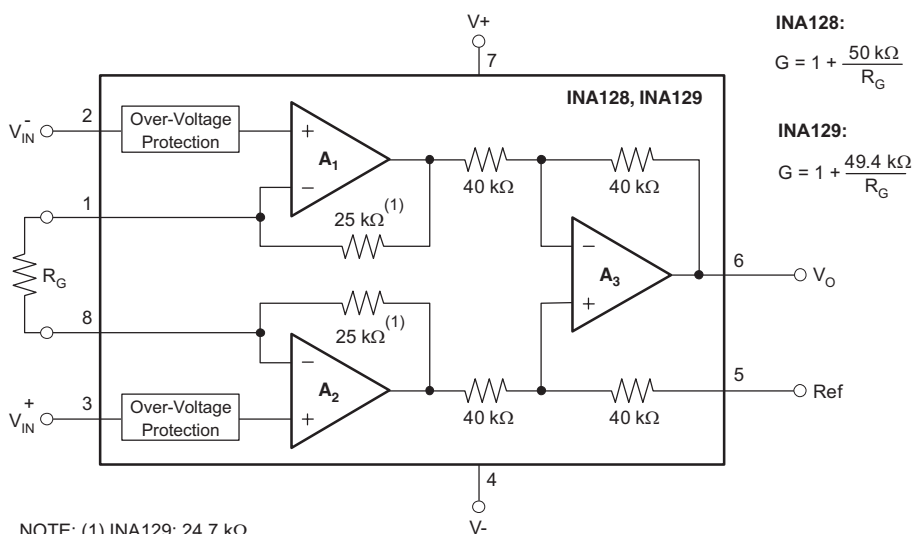 V+
7
INA128:
G = 1 + 50 kΩ
R_G
INA128, INA129
INA129:
G = 1 + 49.4 kΩ
R_G
V_IN^-
2
Over-Voltage
Protection
+
A_1
−
40 kΩ
40 kΩ
1
25 kΩ^(1)
R_G
−
A_3
+
6
V_O
8
25 kΩ^(1)
−
A_2
+
V_IN^+
3
Over-Voltage
Protection
40 kΩ
40 kΩ
5
Ref
4
V-
NOTE: (1) INA129: 24.7 kΩ